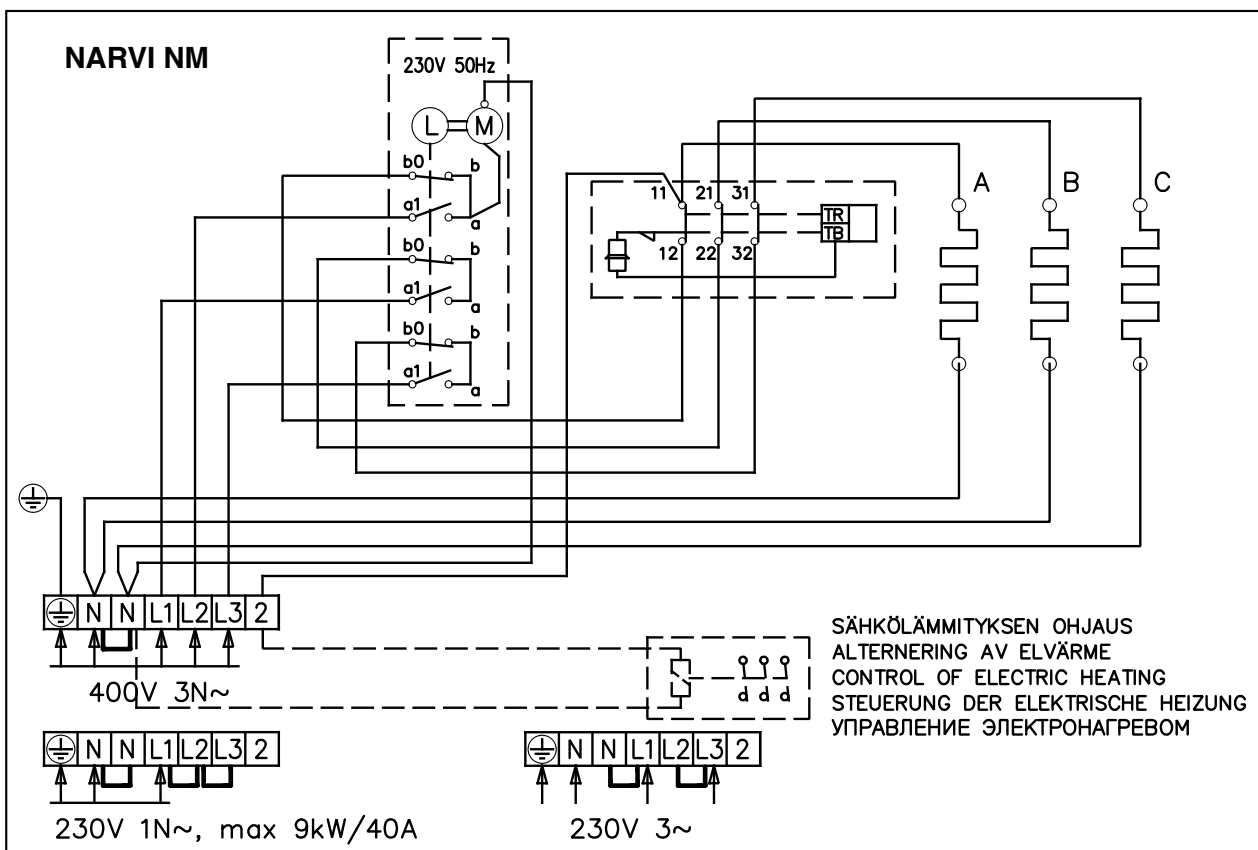 NARVI NM
230V 50Hz
L M
b0 b
a1 a
b0 b
a1 a
b0 b
a1 a
11 21 31
TR
TB
12 22 32
A B C
N N L1 L2 L3 2
400V 3N~
d d d
SÄHKÖLÄMMITYKSEN OHJAUS
ALTERNERING AV ELVÄRME
CONTROL OF ELECTRIC HEATING
STEUERUNG DER ELEKTRISCHE HEIZUNG
УПРАВЛЕНИЕ ЭЛЕКТРОНАГРЕВОМ
N N L1 L2 L3 2
230V 1N~, max 9kW/40A
N N L1 L2 L3 2
230V 3~